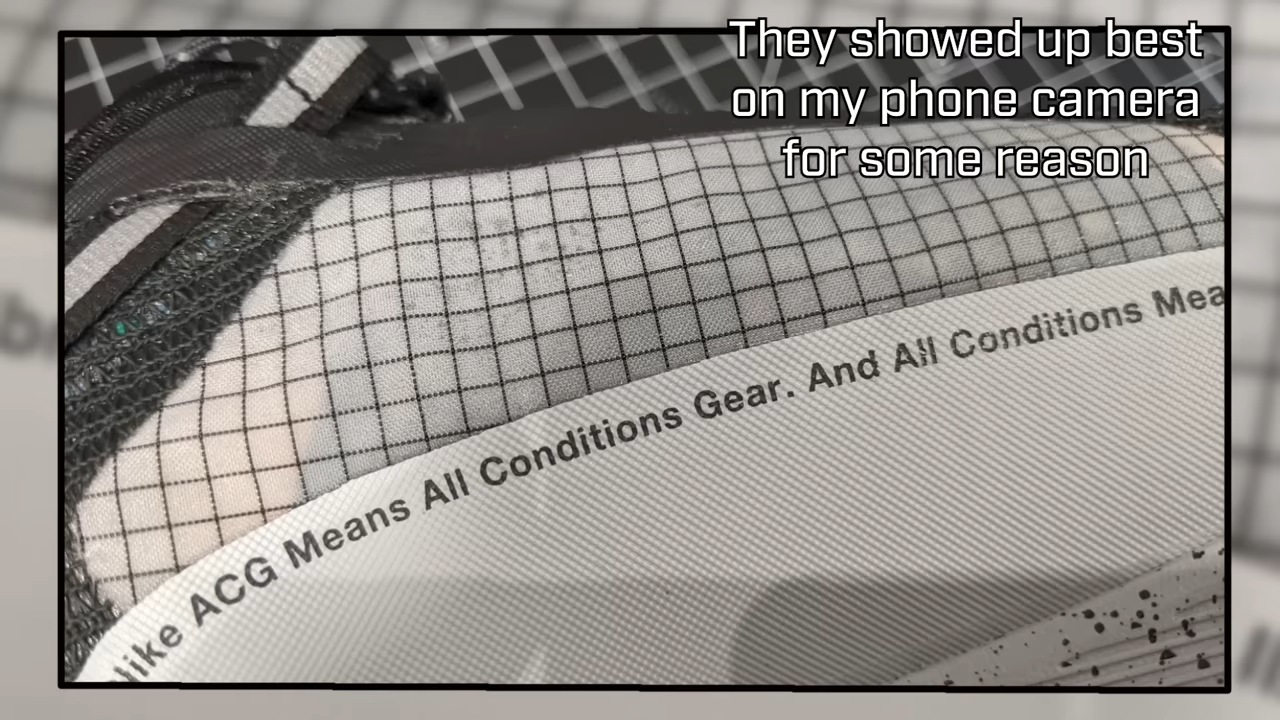 They showed up best
on my phone camera
for some reason
Nike ACG Means All Conditions Gear. And All Conditions Mea